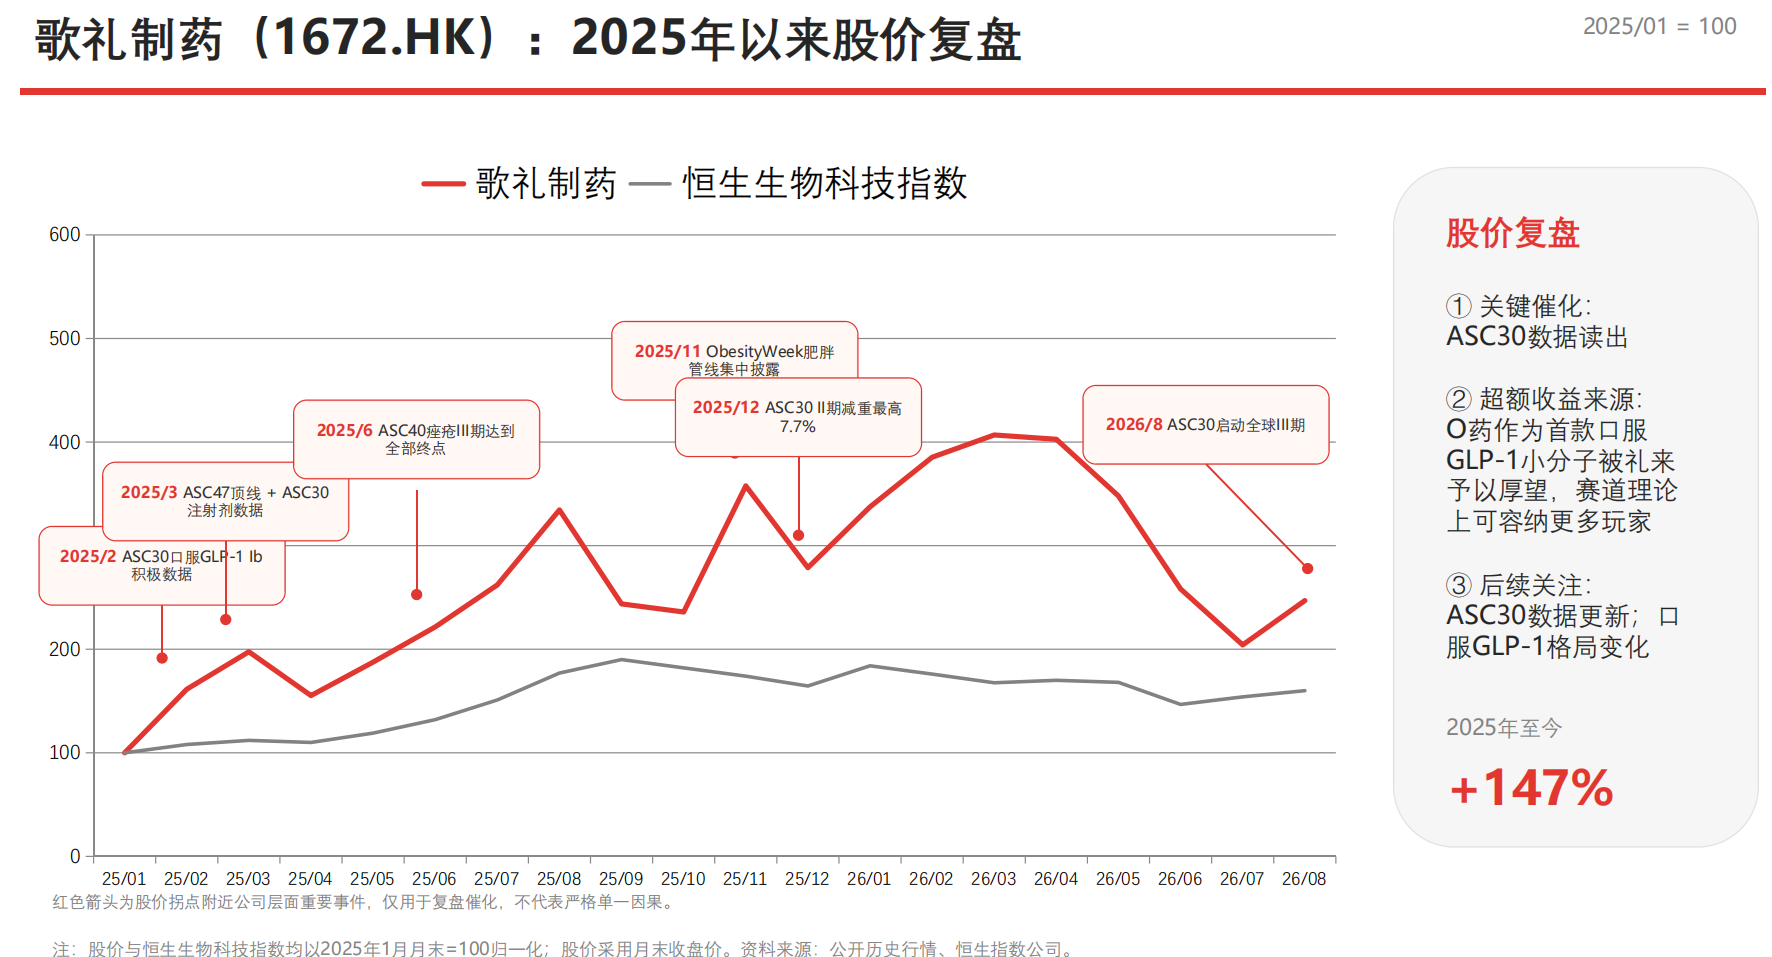 歌礼制药（1672.HK）：2025年以来股价复盘
2025/01 = 100
歌礼制药
恒生生物科技指数
600
500
400
200
100
0
2025/11 ObesityWeek肥胖
管线集中披露
2025/12 ASC30 II期减重最高
7.7%
2026/8 ASC30启动全球III期
2025/6 ASC40痤疮III期达到
全部终点
2025/3 ASC47顶线 + ASC30
注射剂数据
2025/2 ASC30口服GLP-1 Ib
积极数据
25/01 25/02 25/03 25/04 25/05 25/06 25/07 25/08 25/09 25/10 25/11 25/12 26/01 26/02 26/03 26/04 26/05 26/06 26/07 26/08
红色箭头为股价拐点附近公司层面重要事件，仅用于复盘催化，不代表严格单一因果。
注：股价与恒生生物科技指数均以2025年1月月末=100归一化；股价采用月末收盘价。资料来源：公开历史行情、恒生指数公司。
股价复盘
① 关键催化：
ASC30数据读出
② 超额收益来源：
O药作为首款口服
GLP-1小分子被礼来
予以厚望，赛道理论
上可容纳更多玩家
③ 后续关注：
ASC30数据更新；口
服GLP-1格局变化
2025年至今
+147%